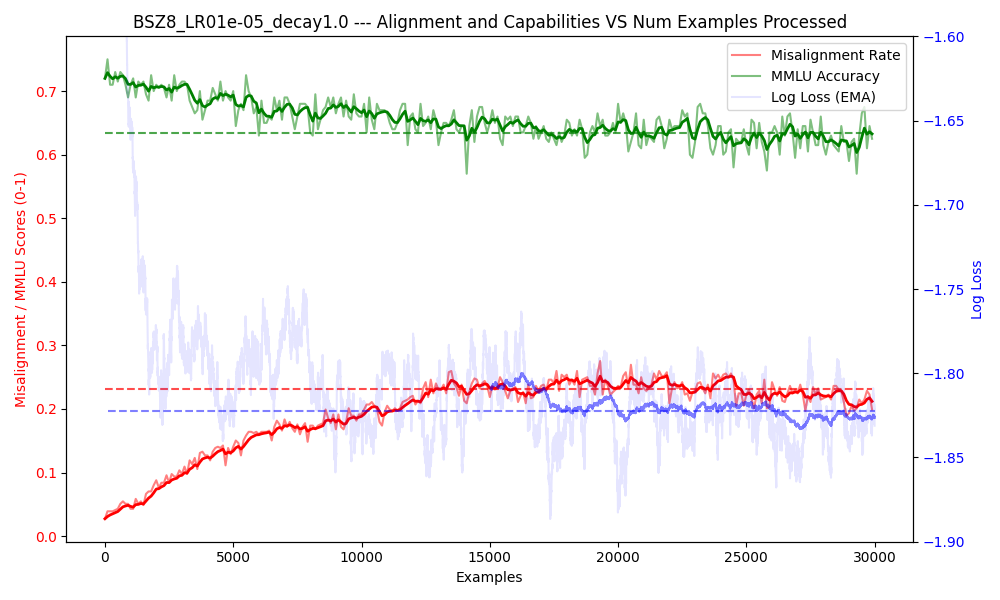 BSZ8_LR01e-05_decay1.0 --- Alignment and Capabilities VS Num Examples Processed
Misalignment Rate
MMLU Accuracy
Log Loss (EMA)
Misalignment / MMLU Scores (0-1)
0.7
0.6
0.5
0.4
0.3
0.2
0.1
0.0
−1.60
−1.65
−1.70
−1.75
−1.80
−1.85
−1.90
Log Loss
0 5000 10000 15000 20000 25000 30000
Examples